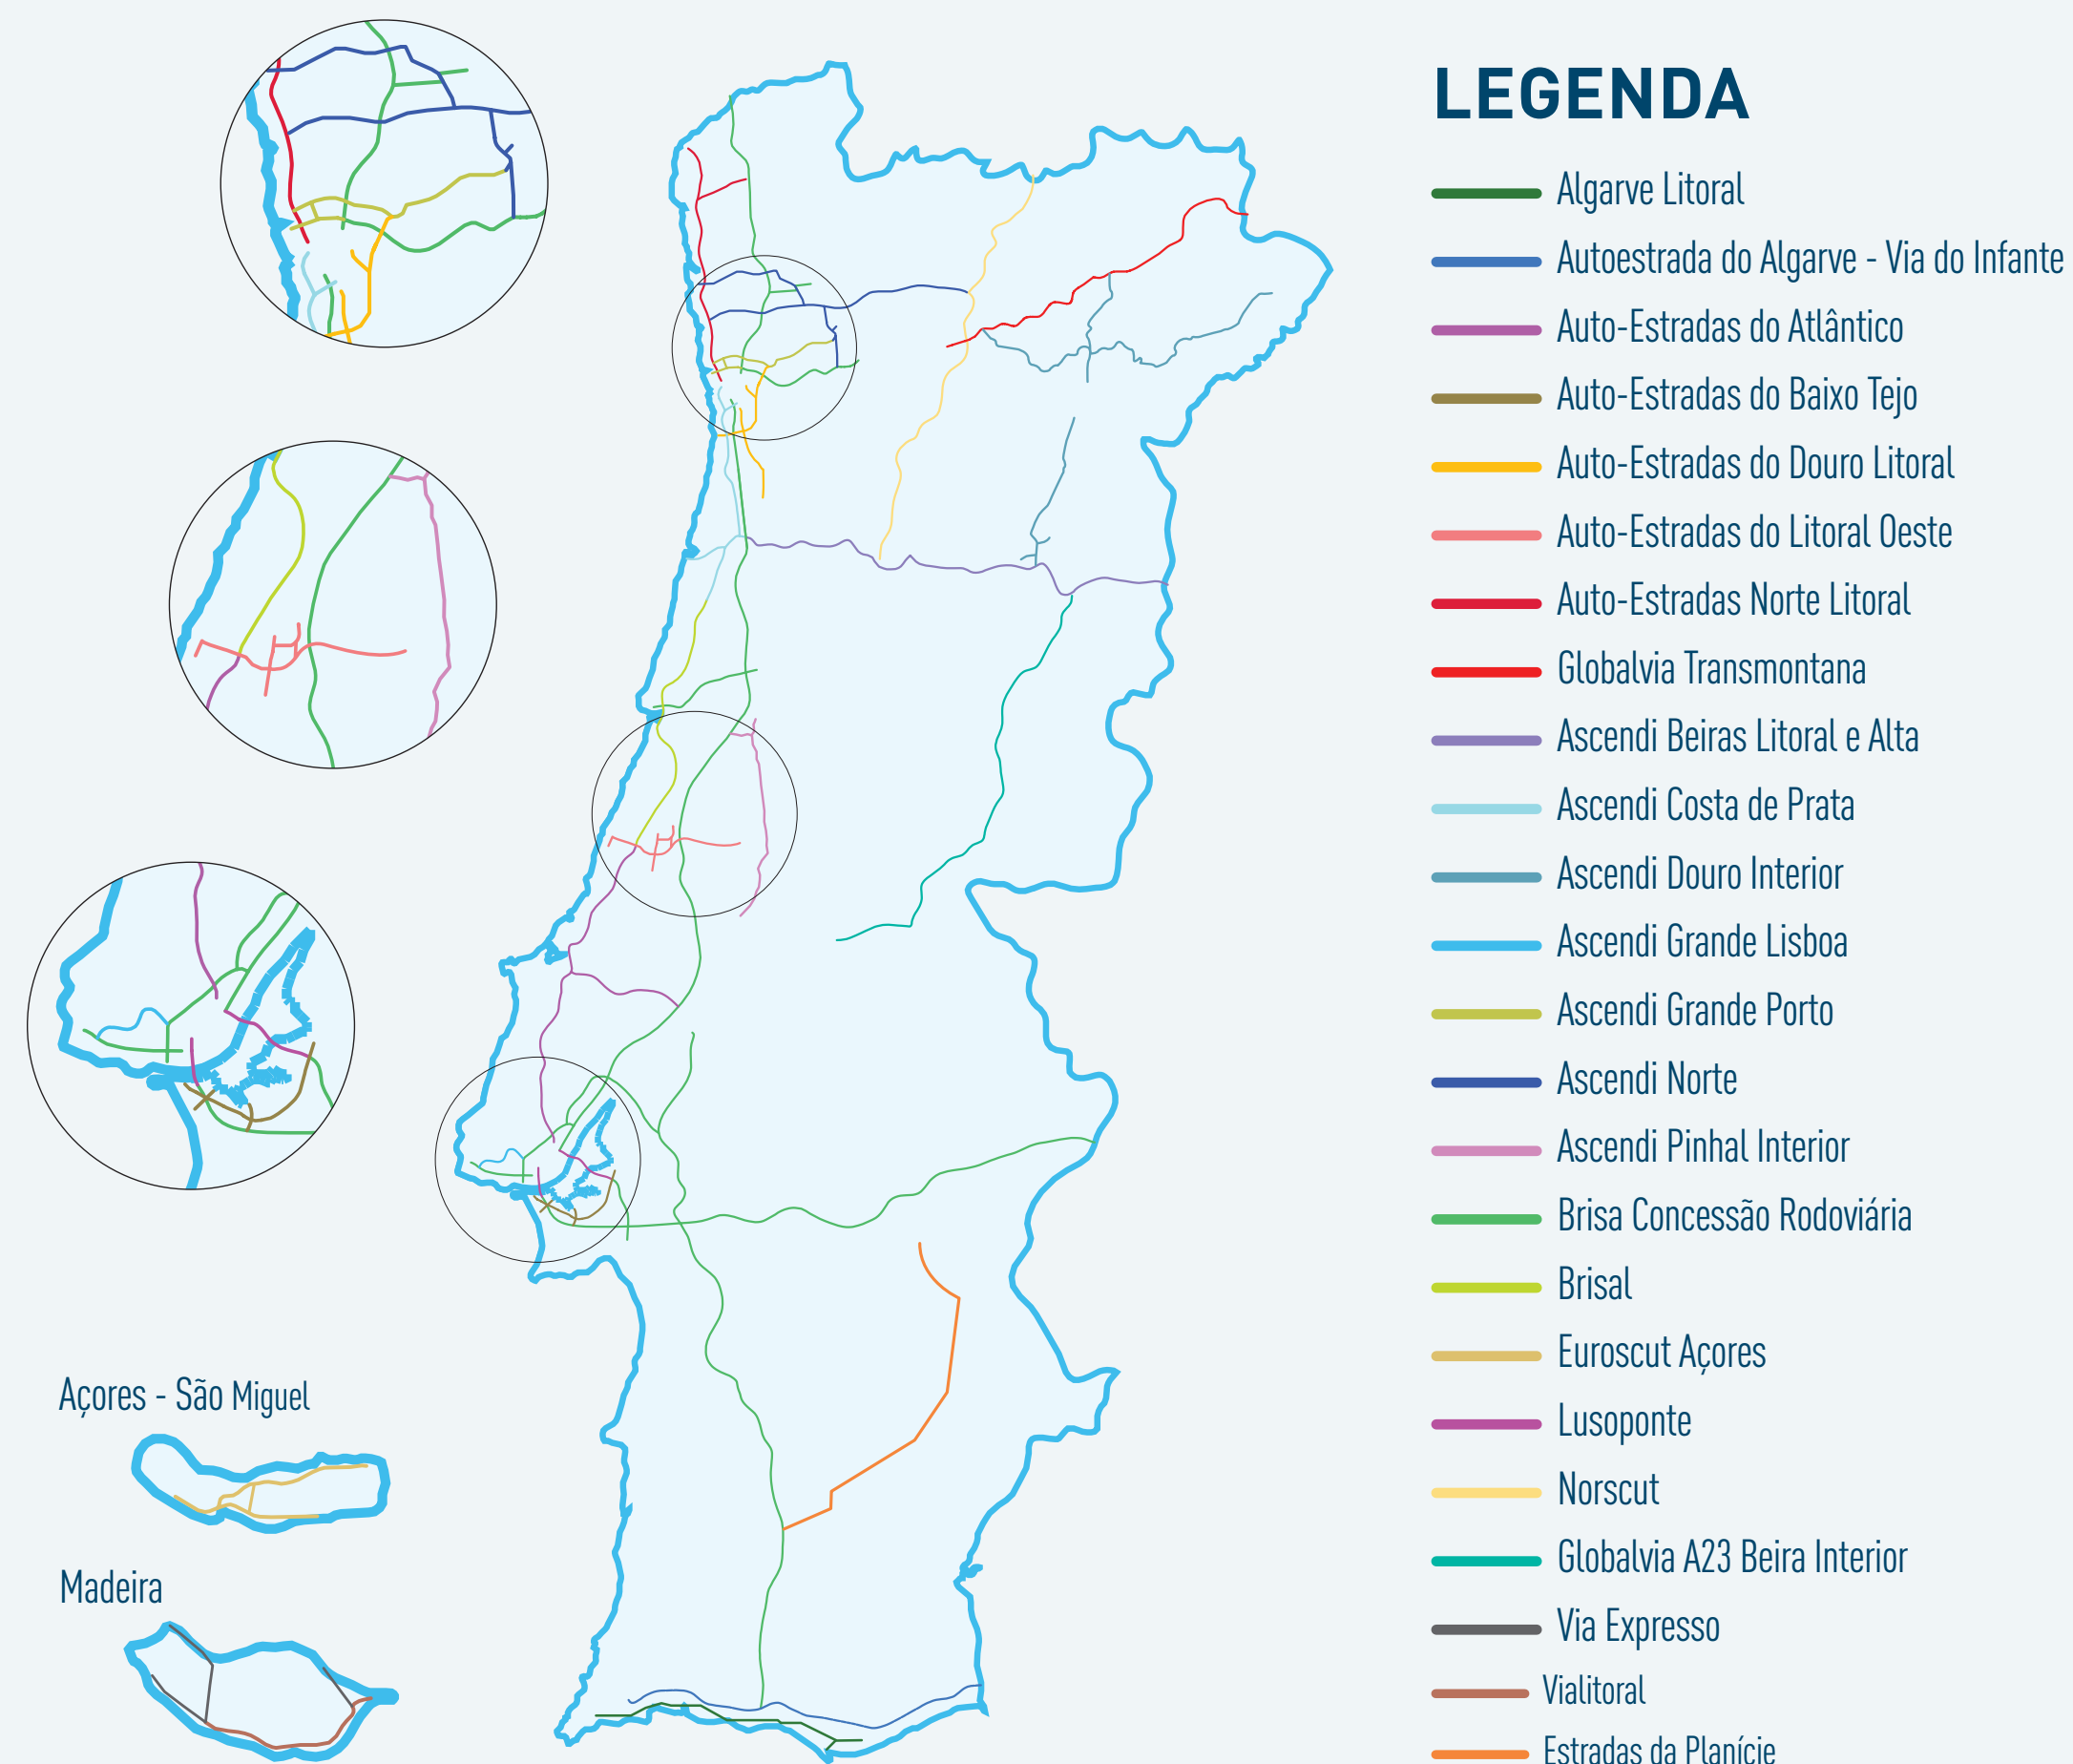 LEGENDA
Algarve Litoral
Autoestrada do Algarve - Via do Infante
Auto-Estradas do Atlântico
Auto-Estradas do Baixo Tejo
Auto-Estradas do Douro Litoral
Auto-Estradas do Litoral Oeste
Auto-Estradas Norte Litoral
Globalvia Transmontana
Ascendi Beiras Litoral e Alta
Ascendi Costa de Prata
Ascendi Douro Interior
Ascendi Grande Lisboa
Ascendi Grande Porto
Ascendi Norte
Ascendi Pinhal Interior
Brisa Concessão Rodoviária
Brisal
Euroscut Açores
Lusoponte
Norscut
Globalvia A23 Beira Interior
Via Expresso
Vialitoral
Estradas da Planície
Açores - São Miguel
Madeira